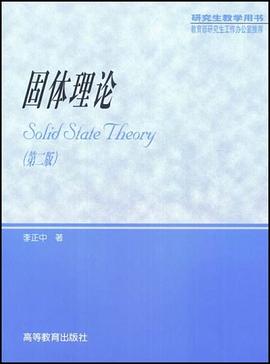 研究生教学用书
教育部研究生工作办公室推荐
固体理论
Solid State Theory
(第二版)
李正中 著
高等教育出版社